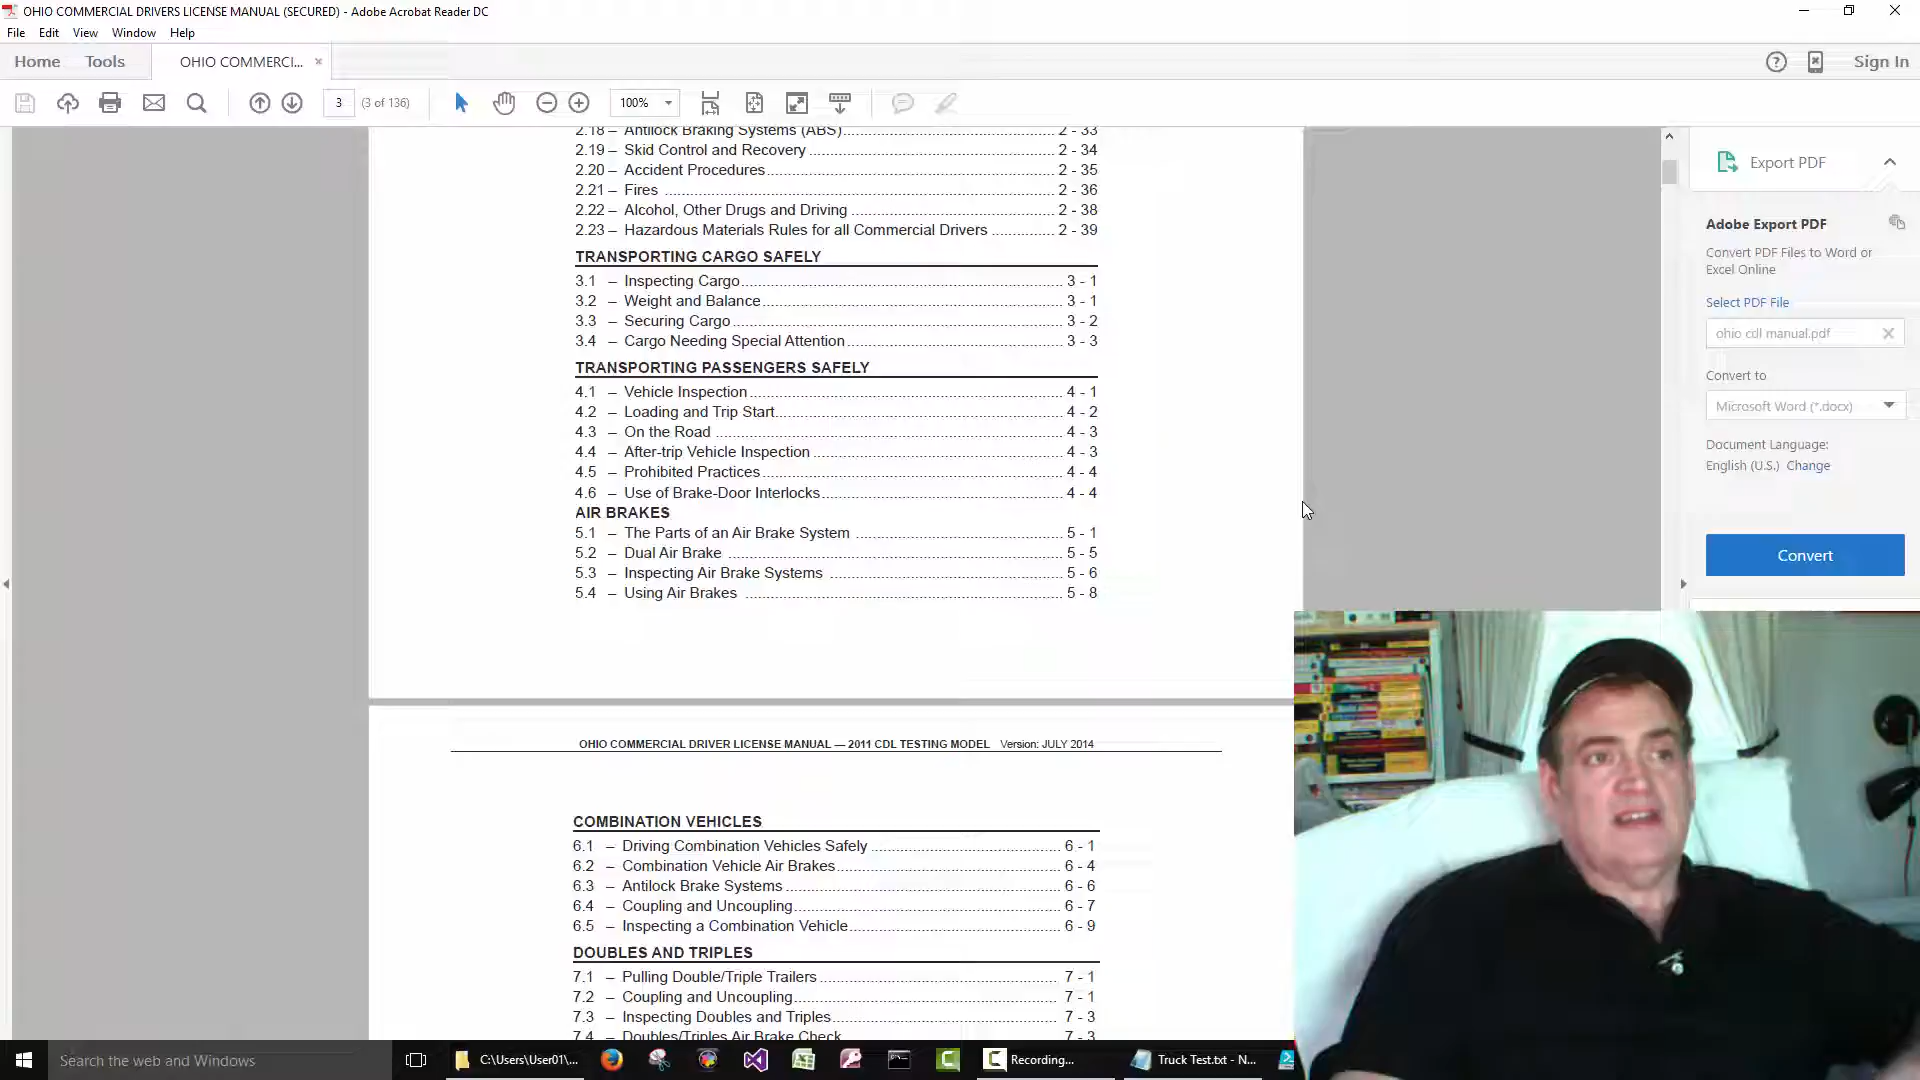 OHIO COMMERCIAL DRIVERS LICENSE MANUAL (SECURED) - Adobe Acrobat Reader DC
File Edit View Window Help
Home Tools OHIO COMMERCI... × Sign In
3 (3 of 136) 100%
2.18 – Antilock Braking Systems (ABS) 2 - 33
2.19 – Skid Control and Recovery 2 - 34
2.20 – Accident Procedures 2 - 35
2.21 – Fires 2 - 36
2.22 – Alcohol, Other Drugs and Driving 2 - 38
2.23 – Hazardous Materials Rules for all Commercial Drivers 2 - 39
TRANSPORTING CARGO SAFELY
3.1 – Inspecting Cargo 3 - 1
3.2 – Weight and Balance 3 - 1
3.3 – Securing Cargo 3 - 2
3.4 – Cargo Needing Special Attention 3 - 3
TRANSPORTING PASSENGERS SAFELY
4.1 – Vehicle Inspection 4 - 1
4.2 – Loading and Trip Start 4 - 2
4.3 – On the Road 4 - 3
4.4 – After-trip Vehicle Inspection 4 - 3
4.5 – Prohibited Practices 4 - 4
4.6 – Use of Brake-Door Interlocks 4 - 4
AIR BRAKES
5.1 – The Parts of an Air Brake System 5 - 1
5.2 – Dual Air Brake 5 - 5
5.3 – Inspecting Air Brake Systems 5 - 6
5.4 – Using Air Brakes 5 - 8
OHIO COMMERCIAL DRIVER LICENSE MANUAL — 2011 CDL TESTING MODEL Version: JULY 2014
COMBINATION VEHICLES
6.1 – Driving Combination Vehicles Safely 6 - 1
6.2 – Combination Vehicle Air Brakes 6 - 4
6.3 – Antilock Brake Systems 6 - 6
6.4 – Coupling and Uncoupling 6 - 7
6.5 – Inspecting a Combination Vehicle 6 - 9
DOUBLES AND TRIPLES
7.1 – Pulling Double/Triple Trailers 7 - 1
7.2 – Coupling and Uncoupling 7 - 1
7.3 – Inspecting Doubles and Triples 7 - 3
7.4 – Doubles/Triples Air Brake Check 7 - 3
Export PDF
Adobe Export PDF
Convert PDF Files to Word or
Excel Online
Select PDF File
ohio cdl manual.pdf
Convert to
Microsoft Word (*.docx)
Document Language:
English (U.S.) Change
Convert
Search the web and Windows
C:\Users\User01\...
Recording...
Truck Test.txt - N...